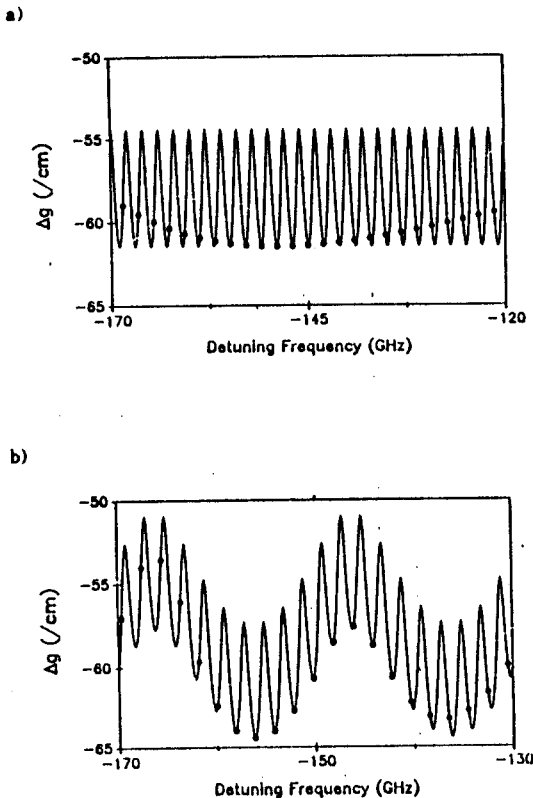 a)
-50
-55
-60
-65
Δg (/cm)
-170
-145
-120
Detuning Frequency (GHz)
b)
-50
-55
-60
-65
Δg (/cm)
-170
-150
-130
Detuning Frequency (GHz)